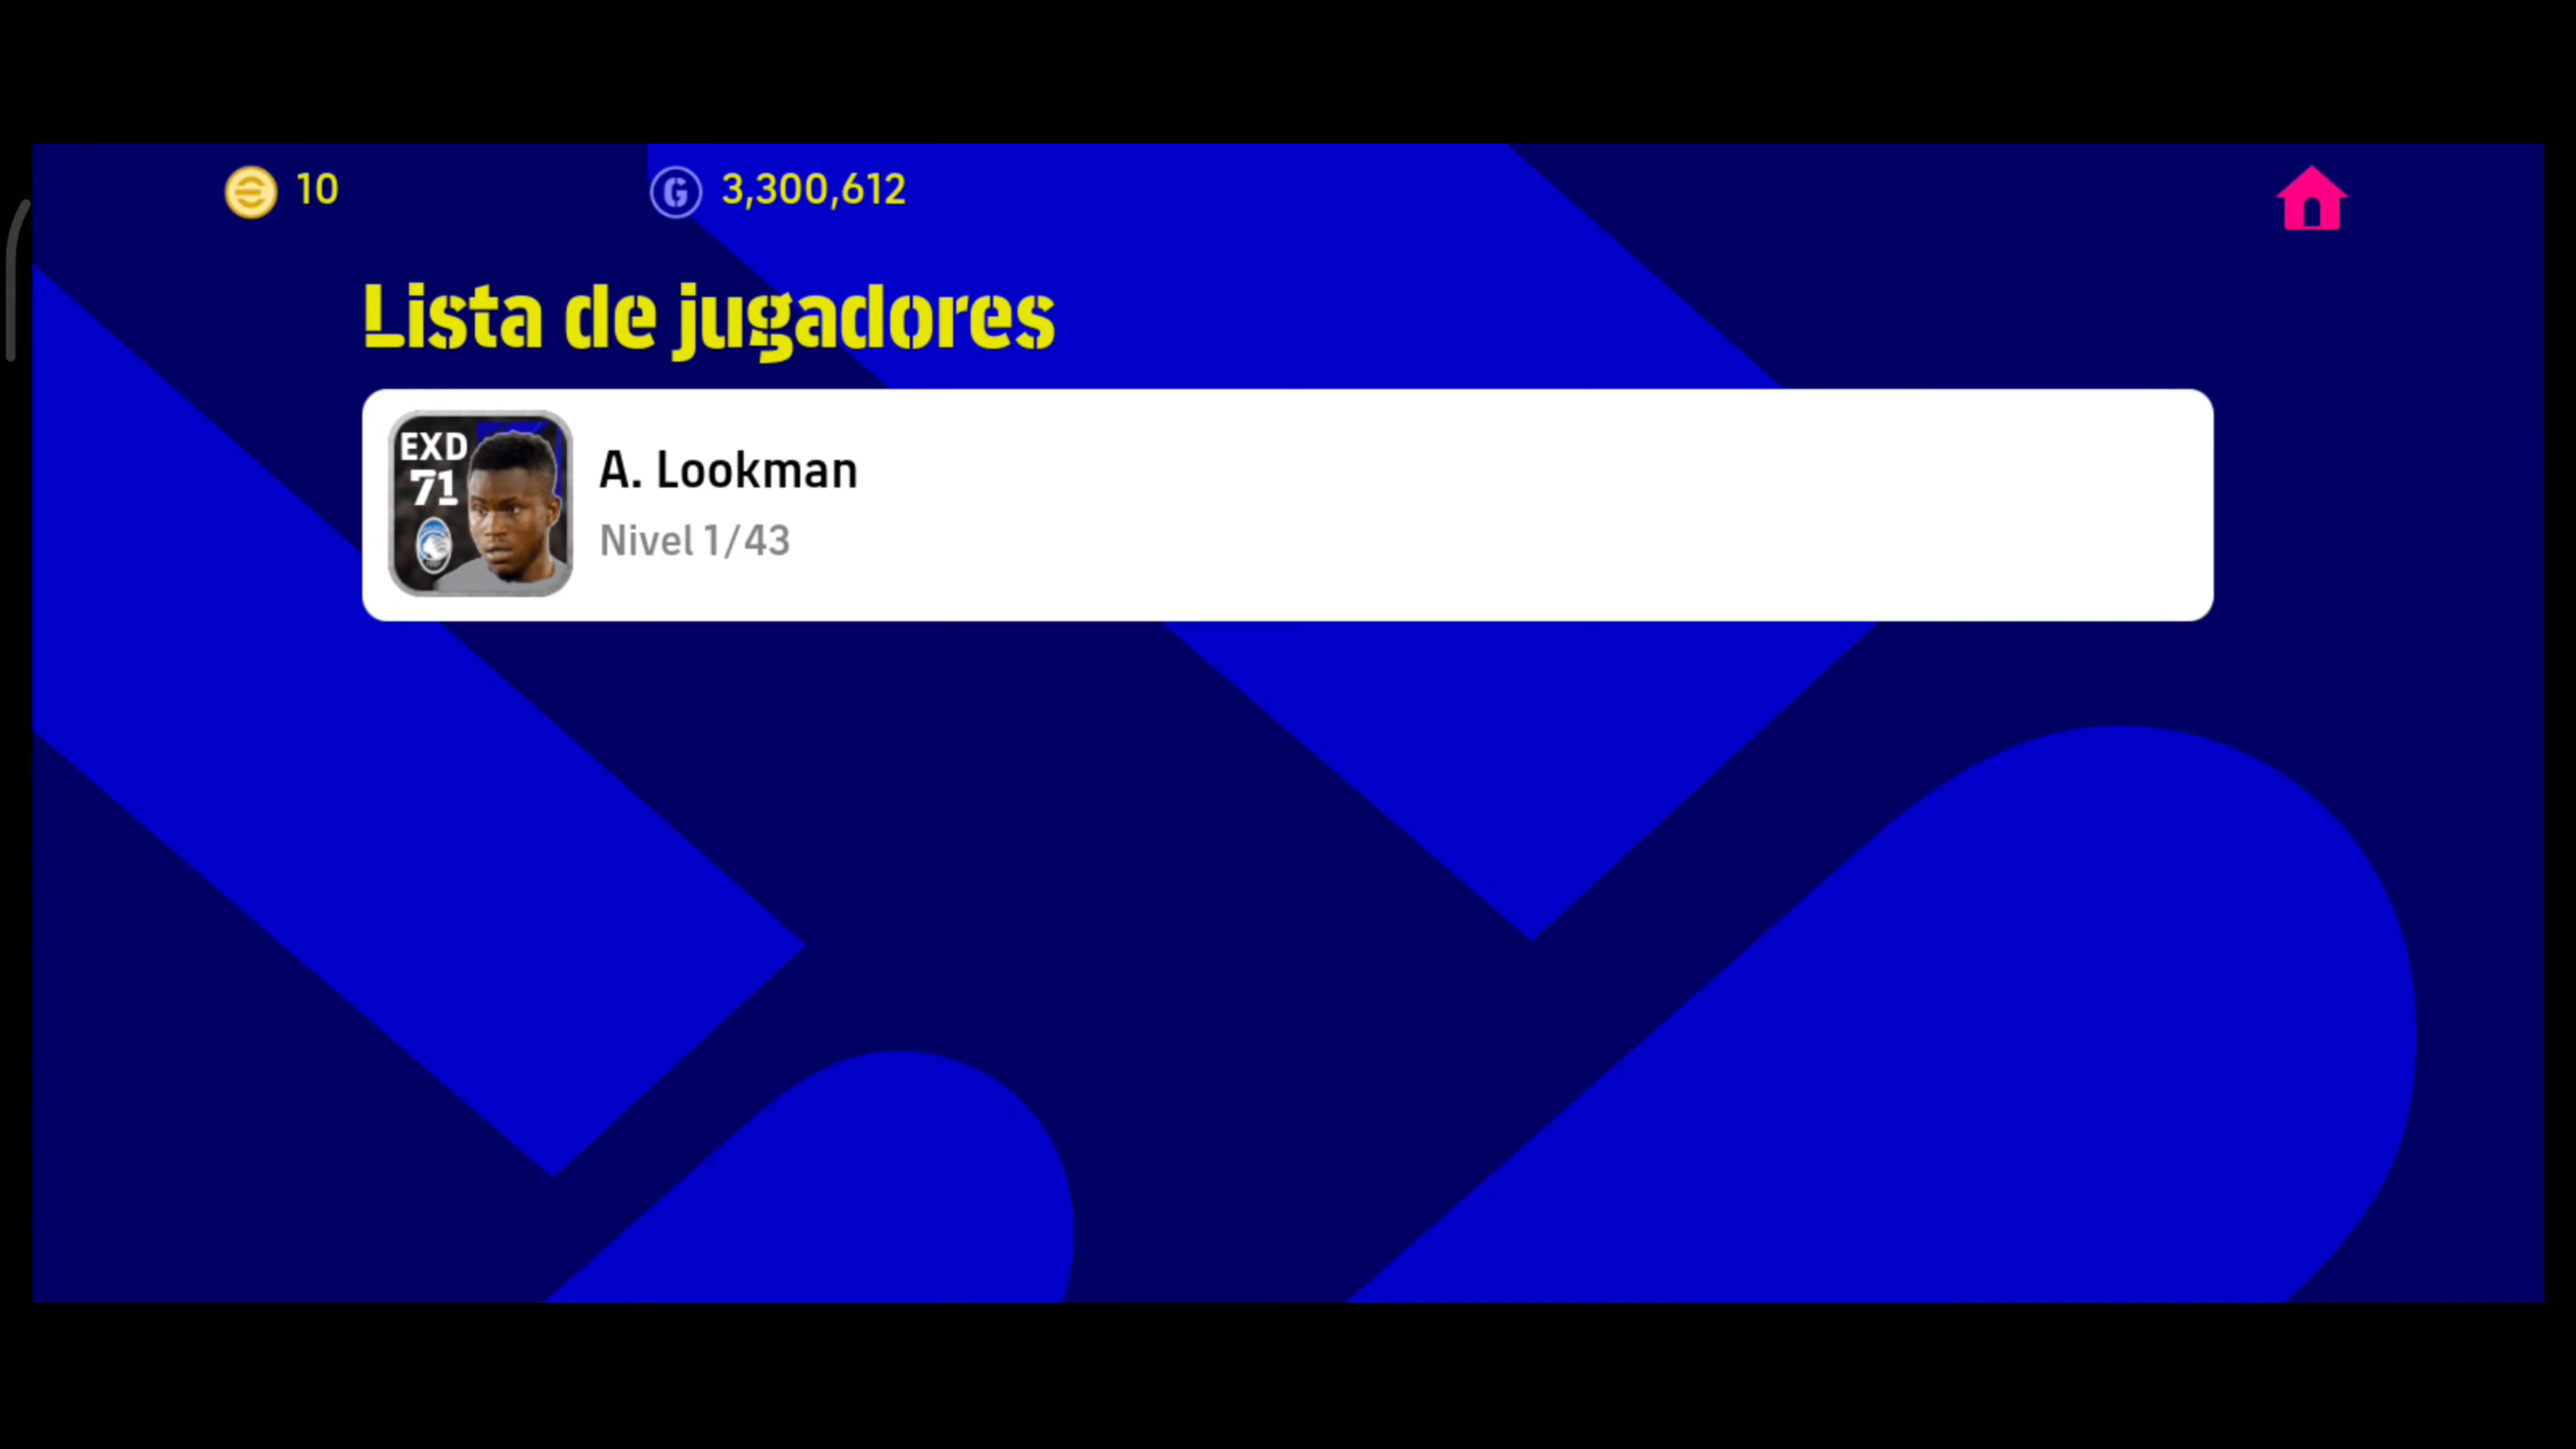 10
G 3,300,612
Lista de jugadores
EXD
71
A. Lookman
Nivel 1/43